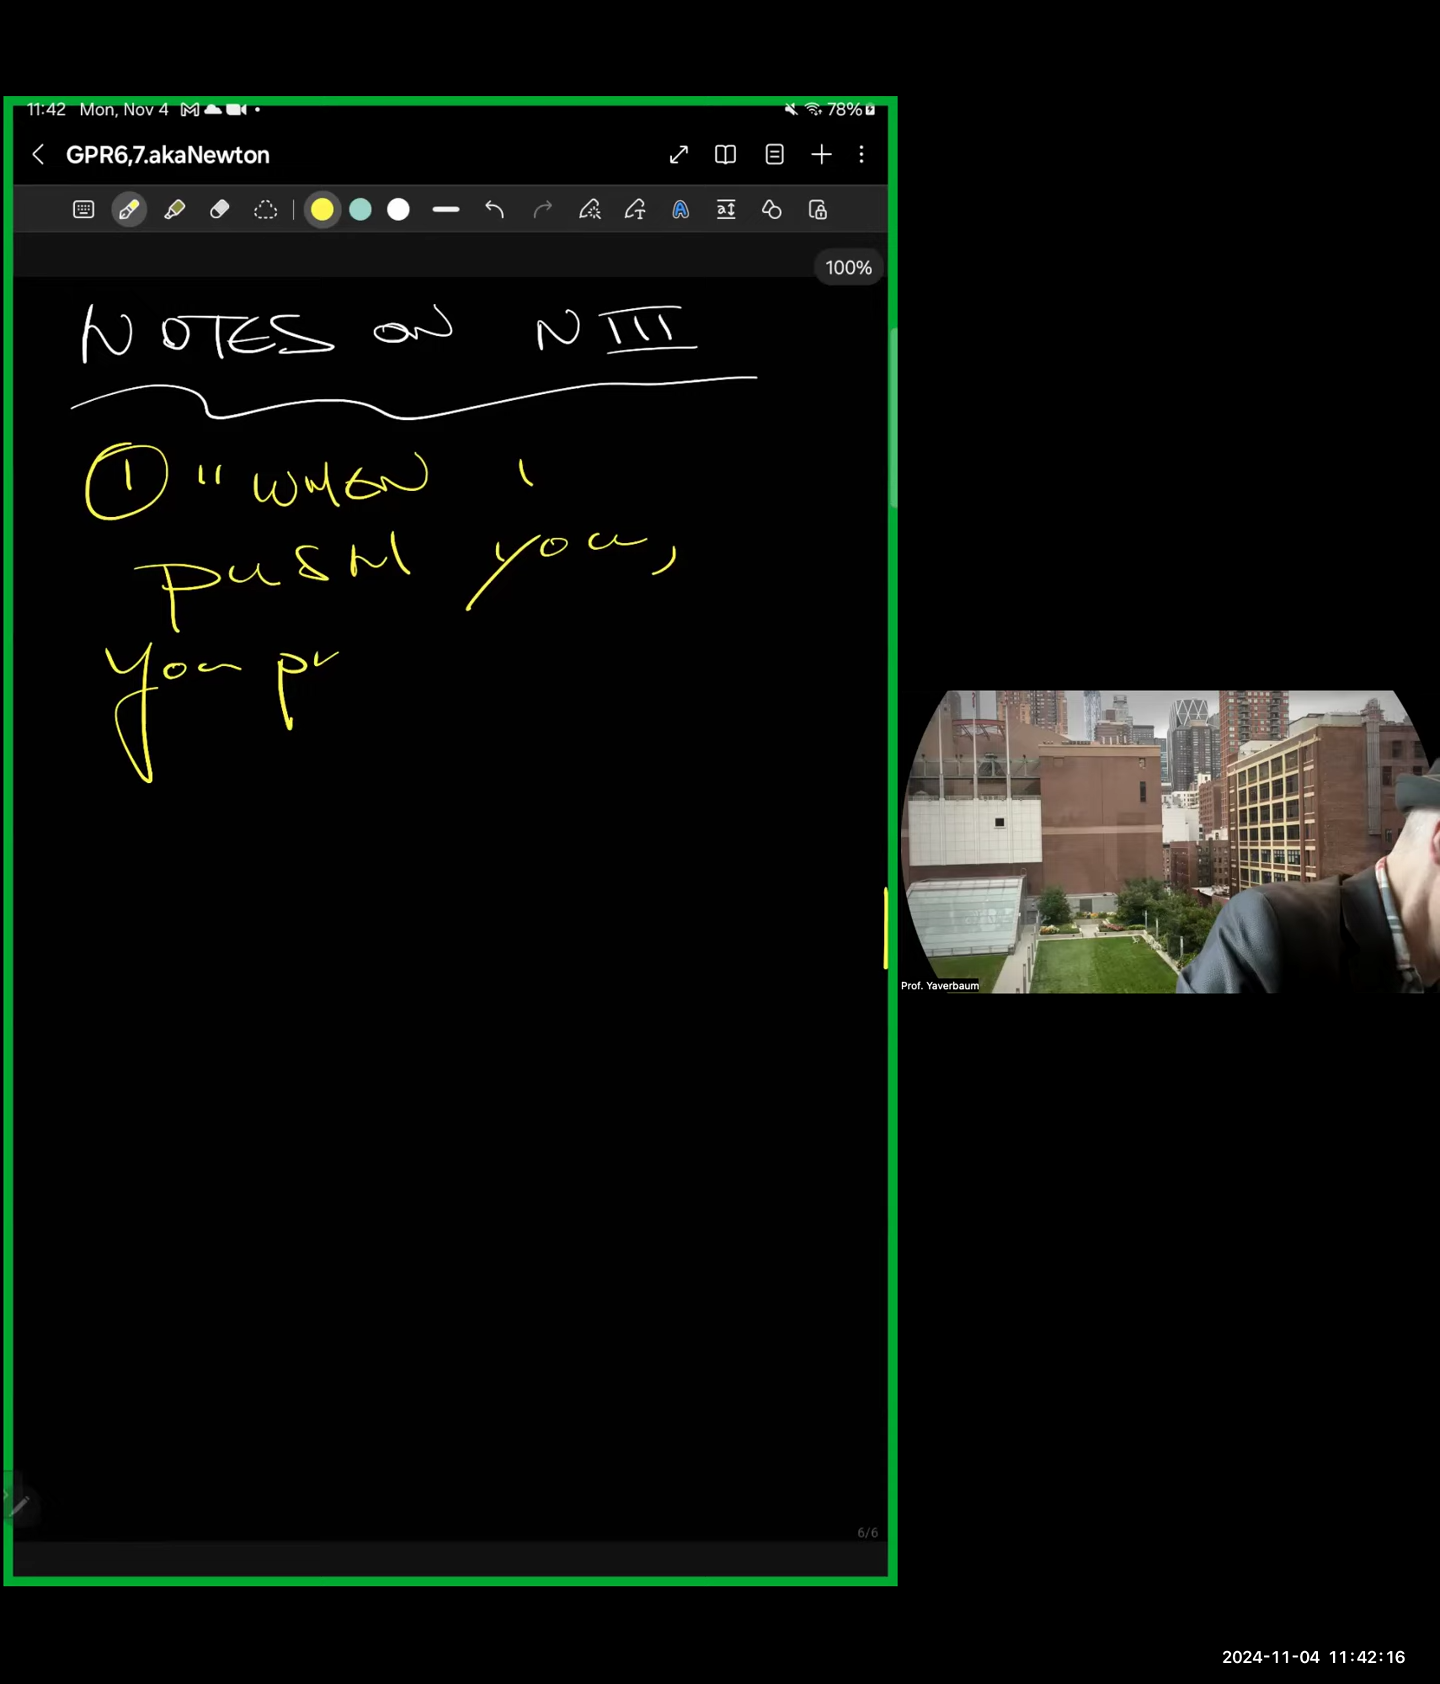 11:42 Mon, Nov 4 78%
GPR6,7.akaNewton
100%
NOTES ON N III
① "WHEN I
PUSH you,
you pu
6/6
Prof. Yaverbaum
2024-11-04 11:42:16